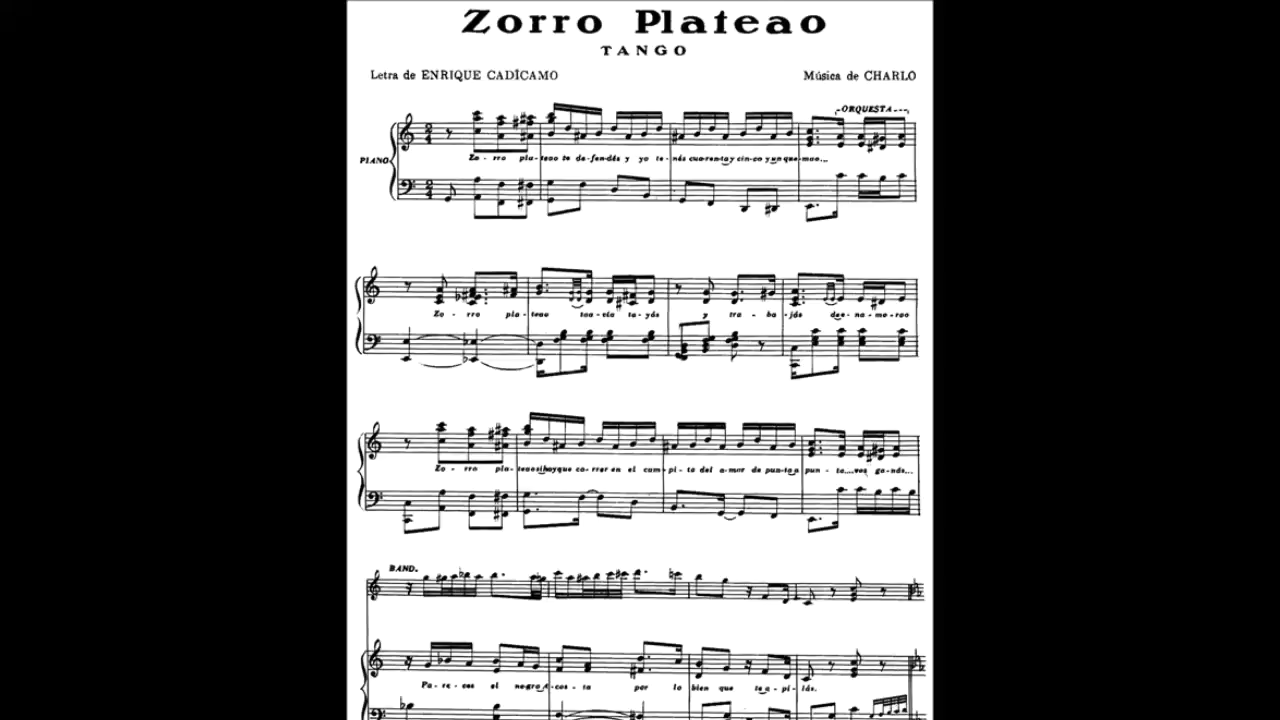 Zorro Plateao
TANGO
Letra de ENRIQUE CADÍCAMO Música de CHARLO
ORQUESTA
PIANO
Zo-rro pla-teao te de-fen-dés y yo te-nés cua-ren-ta y cin-co y un que-mao...
Zo-rro pla-teao toa-vía ta-yás y tra-ba-jás de e-na-mo-rao
Zo-rro pla-teao si hay que co-rrer en el cam-pi-to del a-mor de pun-ta a pun-ta....vos ga-nás...
BAND.
Pa-re-ces el negro A-cos-ta por lo bien que te a-pi-lás.